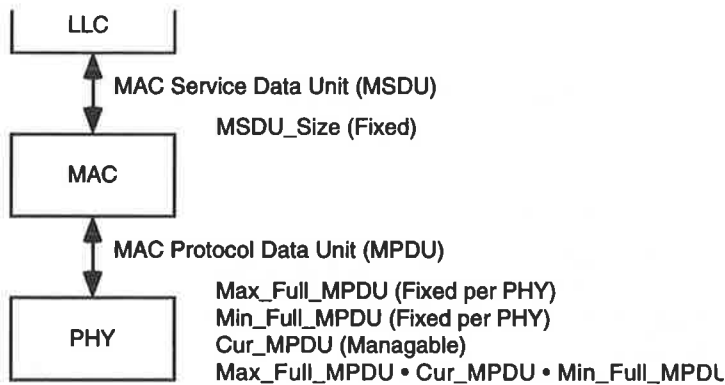 LLC
MAC Service Data Unit (MSDU)
MSDU_Size (Fixed)
MAC
MAC Protocol Data Unit (MPDU)
Max_Full_MPDU (Fixed per PHY)
Min_Full_MPDU (Fixed per PHY)
PHY
Cur_MPDU (Managable)
Max_Full_MPDU • Cur_MPDU • Min_Full_MPDU